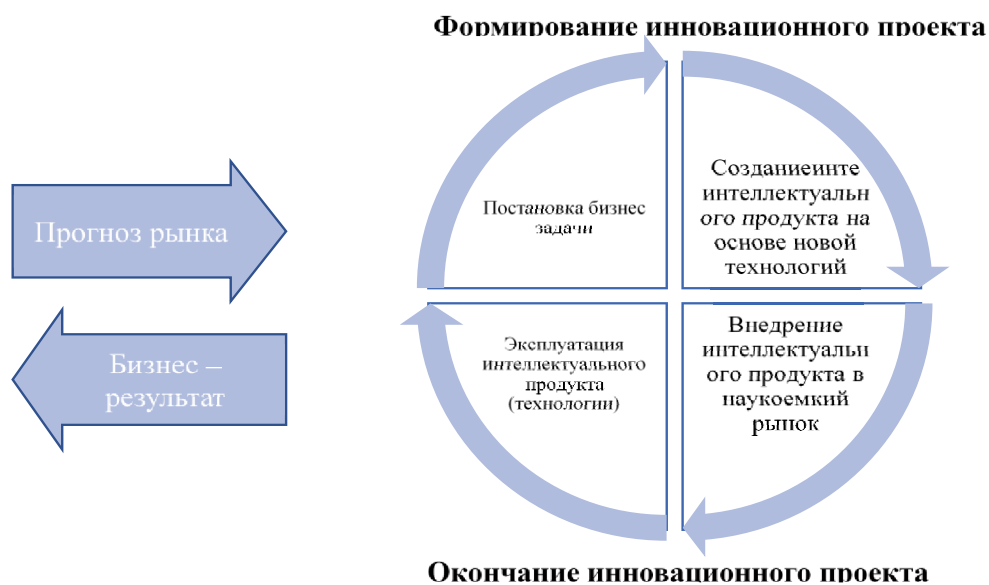 Формирование инновационного проекта
Прогноз рынка
Бизнес –
результат
Постановка бизнес
задачи
Созданиеинте
интеллектуальн
ого продукта на
основе новой
технологий
Эксплуатация
интеллектуального
продукта
(технологии)
Внедрение
интеллектуальн
ого продукта в
наукоемкий
рынок
Окончание инновационного проекта